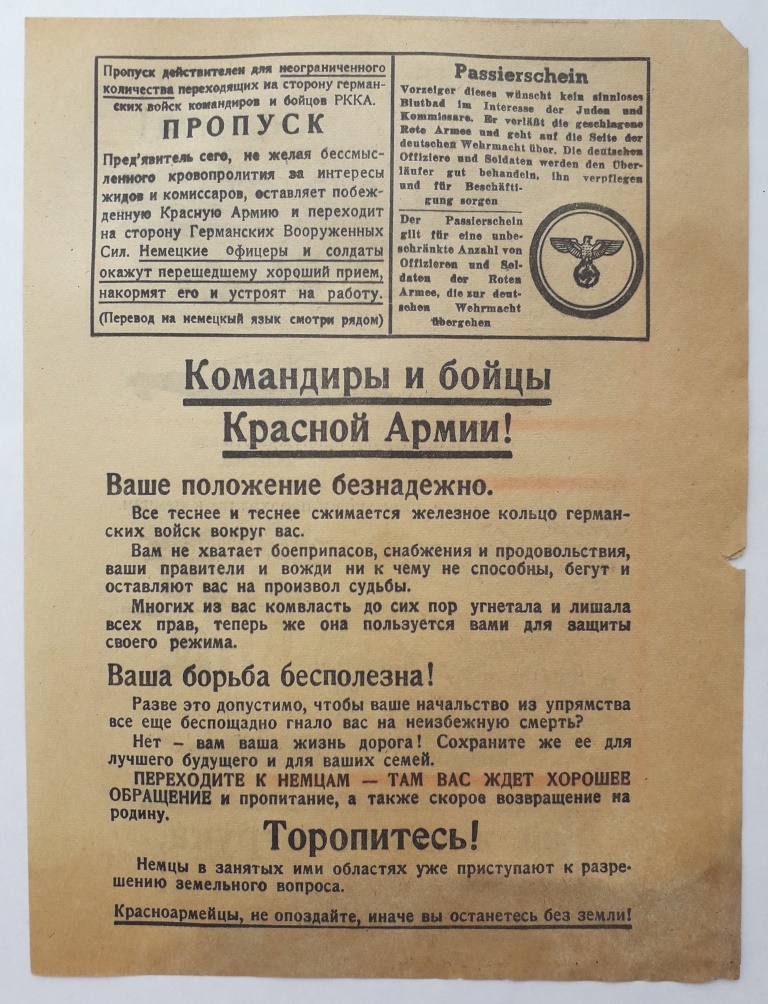 Пропуск действителен для неограниченного
количества переходящих на сторону герман-
ских войск командиров и бойцов РККА.
ПРОПУСК
Пред'явитель сего, не желая бессмыс-
ленного кровопролития за интересы
жидов и комиссаров, оставляет побеж-
денную Красную Армию и переходит
на сторону Германских Вооруженных
Сил. Немецкие офицеры и солдаты
окажут перешедшему хороший прием,
накормят его и устроят на работу.
(Перевод на немецкый язык смотри рядом)
Passierschein
Vorzeiger dieses wünscht kein sinnloses
Blutbad im Interesse der Juden und
Kommissare. Er verläßt die geschlagene
Rote Armee und geht auf die Seite der
deutschen Wehrmacht über. Die deutschen
Offiziere und Soldaten werden den Über-
läufer gut behandeln, ihn verpflegen
und für Beschäfti-
gung sorgen
Der Passierschein
gilt für eine unbe-
schränkte Anzahl von
Offizieren und Sol-
daten der Roten
Armee, die zur deut-
schen Wehrmacht
übergehen
Командиры и бойцы
Красной Армии!
Ваше положение безнадежно.
Все теснее и теснее сжимается железное кольцо герман-
ских войск вокруг вас.
Вам не хватает боеприпасов, снабжения и продовольствия,
ваши правители и вожди ни к чему не способны, бегут и
оставляют вас на произвол судьбы.
Многих из вас комвласть до сих пор угнетала и лишала
всех прав, теперь же она пользуется вами для защиты
своего режима.
Ваша борьба бесполезна!
Разве это допустимо, чтобы ваше начальство из упрямства
все еще беспощадно гнало вас на неизбежную смерть?
Нет – вам ваша жизнь дорога! Сохраните же ее для
лучшего будущего и для ваших семей.
ПЕРЕХОДИТЕ К НЕМЦАМ — ТАМ ВАС ЖДЕТ ХОРОШЕЕ
ОБРАЩЕНИЕ и пропитание, а также скорое возвращение на
родину.
Торопитесь!
Немцы в занятых ими областях уже приступают к разре-
шению земельного вопроса.
Красноармейцы, не опоздайте, иначе вы останетесь без земли!